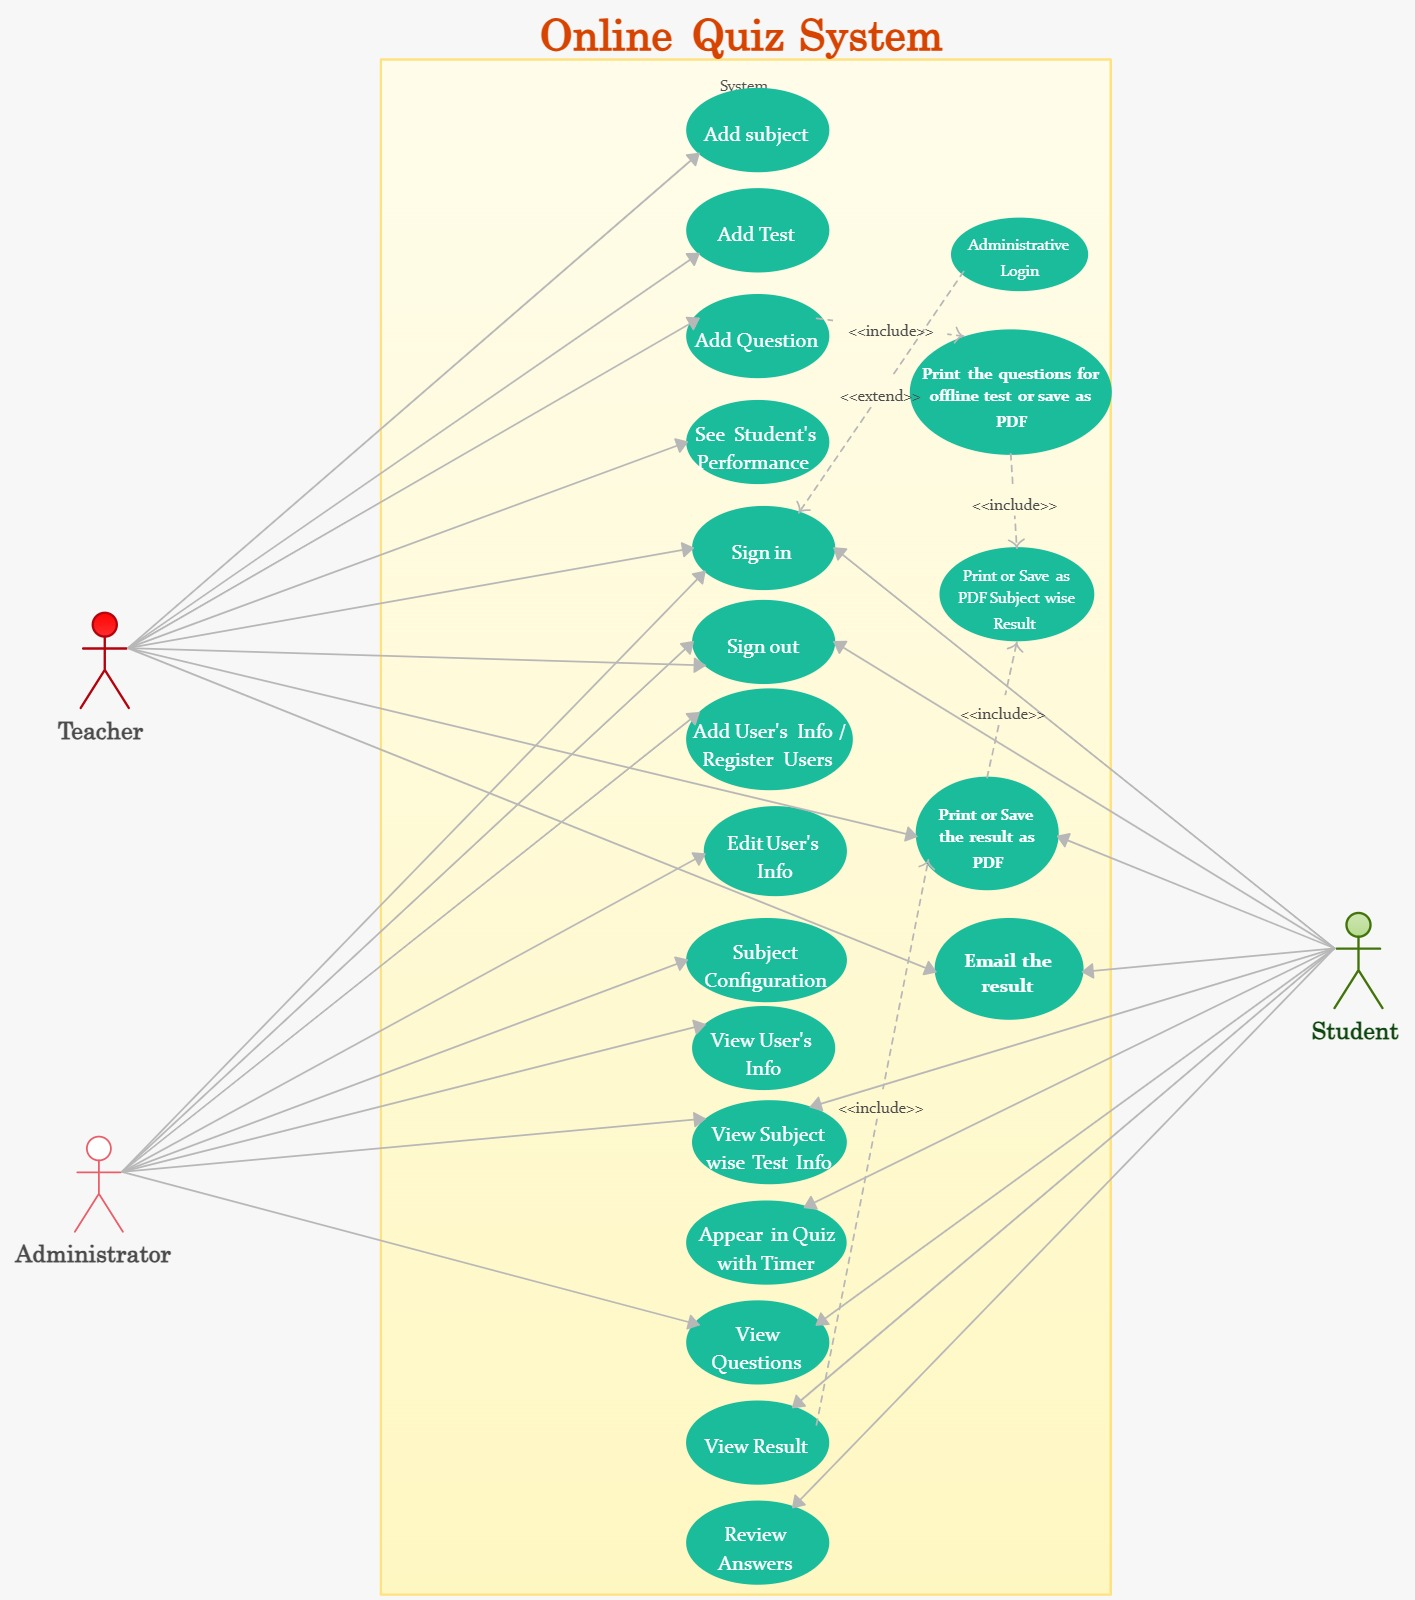 Online Quiz System
System
Add subject
Add Test
Administrative
Login
Add Question
<<include>>
Print the questions for
offline test or save as
PDF
<<extend>>
See Student's
Performance
<<include>>
Sign in
Print or Save as
PDF Subject wise
Result
Sign out
Teacher
<<include>>
Add User's Info /
Register Users
Print or Save
the result as
PDF
Edit User's
Info
Subject
Configuration
Email the
result
Student
View User's
Info
<<include>>
View Subject
wise Test Info
Administrator
Appear in Quiz
with Timer
View
Questions
View Result
Review
Answers